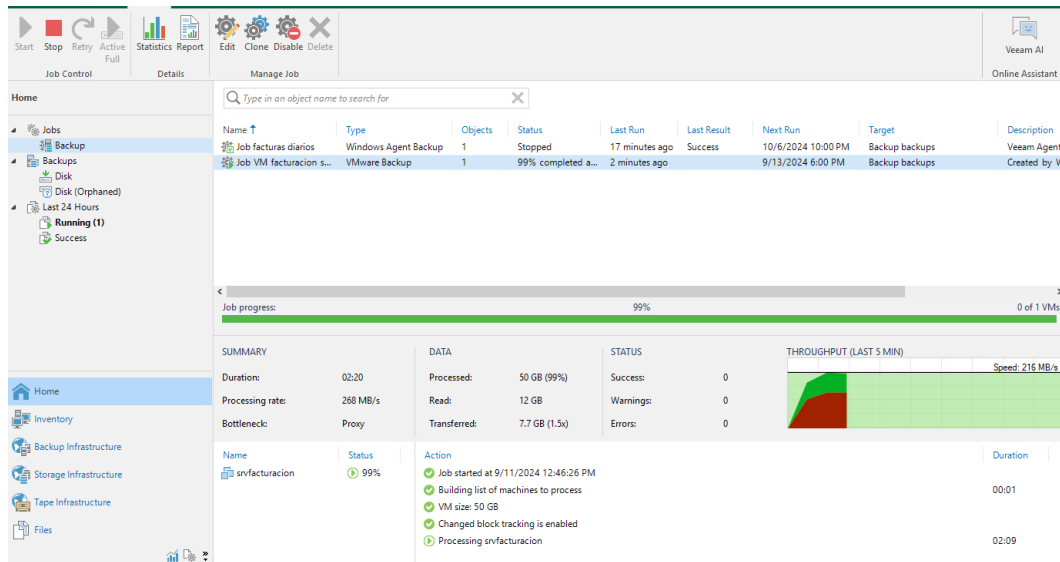 Start Stop Retry Active Full Statistics Report Edit Clone Disable Delete Veeam AI
Job Control Details Manage Job Online Assistant
Home
Type in an object name to search for
Jobs
Backup
Backups
Disk
Disk (Orphaned)
Last 24 Hours
Running (1)
Success
Name Type Objects Status Last Run Last Result Next Run Target Description
Job facturas diarios Windows Agent Backup 1 Stopped 17 minutes ago Success 10/6/2024 10:00 PM Backup backups Veeam Agent
Job VM facturacion s... VMware Backup 1 99% completed a... 2 minutes ago 9/13/2024 6:00 PM Backup backups Created by
Job progress: 99% 0 of 1 VMs
SUMMARY DATA STATUS THROUGHPUT (LAST 5 MIN)
Speed: 216 MB/s
Duration: 02:20 Processed: 50 GB (99%) Success: 0
Processing rate: 268 MB/s Read: 12 GB Warnings: 0
Bottleneck: Proxy Transferred: 7.7 GB (1.5x) Errors: 0
Name Status Action Duration
srvfacturacion 99% Job started at 9/11/2024 12:46:26 PM
Building list of machines to process 00:01
VM size: 50 GB
Changed block tracking is enabled
Processing srvfacturacion 02:09
Home
Inventory
Backup Infrastructure
Storage Infrastructure
Tape Infrastructure
Files